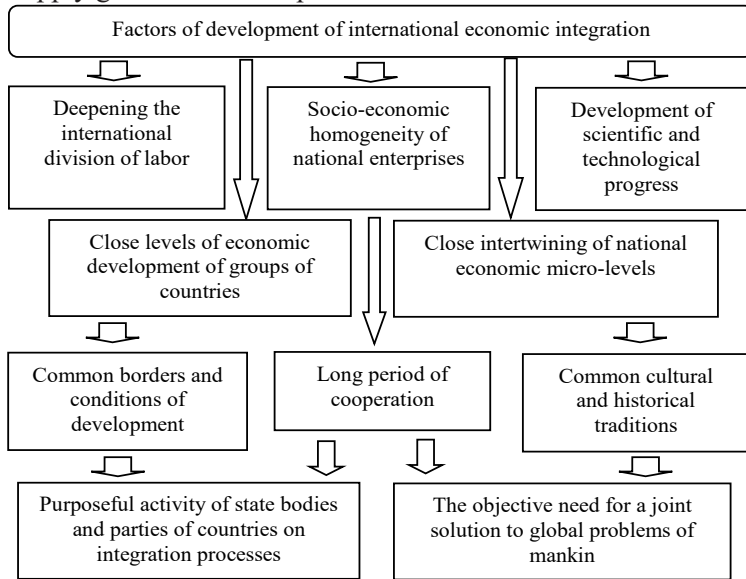 Factors of development of international economic integration
Deepening the
international
division of labor
Socio-economic
homogeneity of
national enterprises
Development of
scientific and
technological
progress
Close levels of economic
development of groups of
countries
Close intertwining of national
economic micro-levels
Common borders and
conditions of
development
Long period of
cooperation
Common cultural
and historical
traditions
Purposeful activity of state bodies
and parties of countries on
integration processes
The objective need for a joint
solution to global problems of
mankin